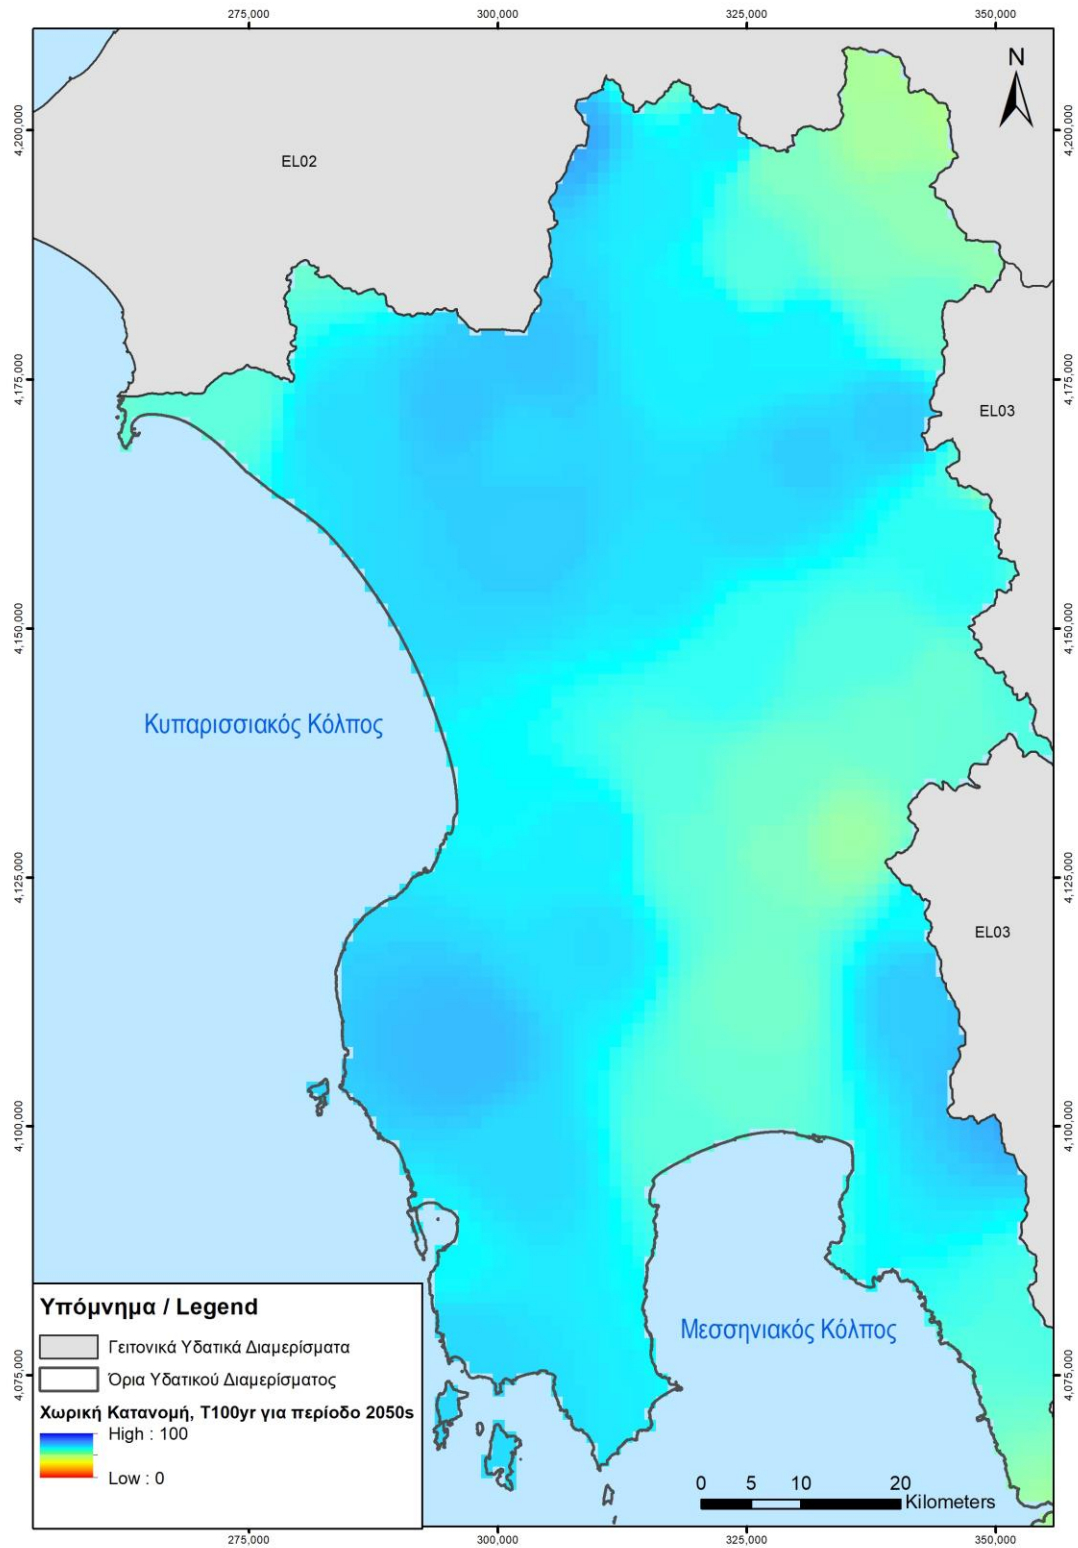 275,000 300,000 325,000 350,000
N
4,200,000 4,200,000
EL02
4,175,000 4,175,000
EL03
4,150,000 4,150,000
Κυπαρισσιακός Κόλπος
4,125,000 4,125,000
EL03
4,100,000 4,100,000
Μεσσηνιακός Κόλπος
4,075,000 4,075,000
Υπόμνημα / Legend
Γειτονικά Υδατικά Διαμερίσματα
Όρια Υδατικού Διαμερίσματος
Χωρική Κατανομή, T100yr για περίοδο 2050s
High : 100
Low : 0
0 5 10 20
Kilometers
275,000 300,000 325,000 350,000